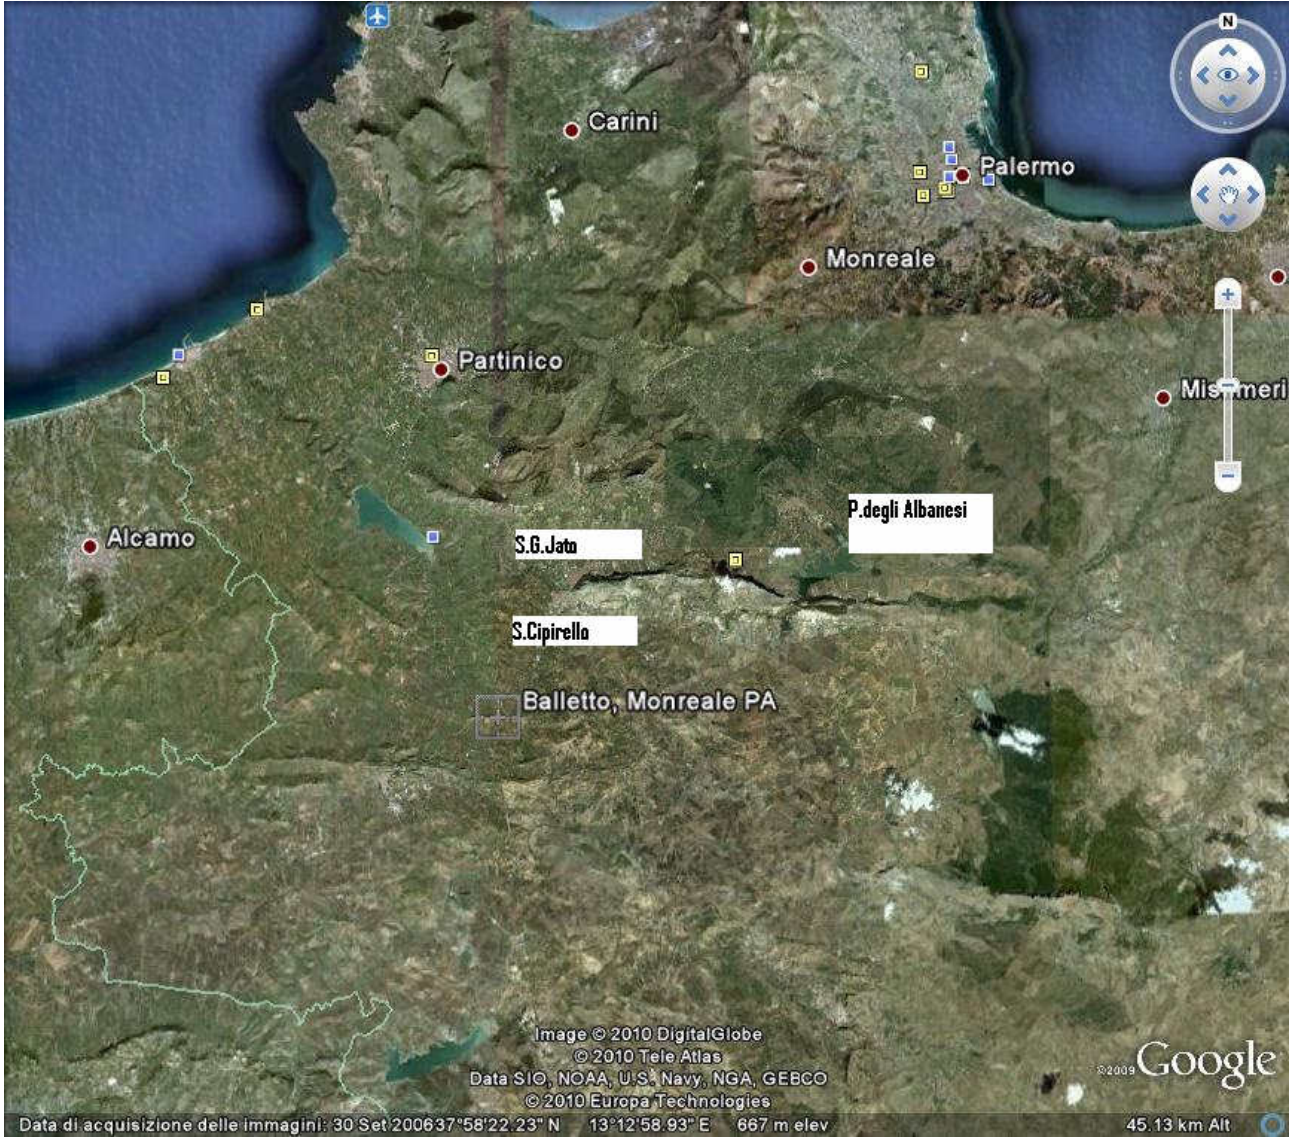 N
Carini
Palermo
Monreale
Partinico
Misilmeri
P.degli Albanesi
Alcamo
S.G.Jato
S.Cipirello
Balletto, Monreale PA
Image © 2010 DigitalGlobe
© 2010 Tele Atlas
Data SIO, NOAA, U.S. Navy, NGA, GEBCO
© 2010 Europa Technologies
©2009 Google
Data di acquisizione delle immagini: 30 Set 2006 37°58'22.23" N 13°12'58.93" E 667 m elev 45.13 km Alt